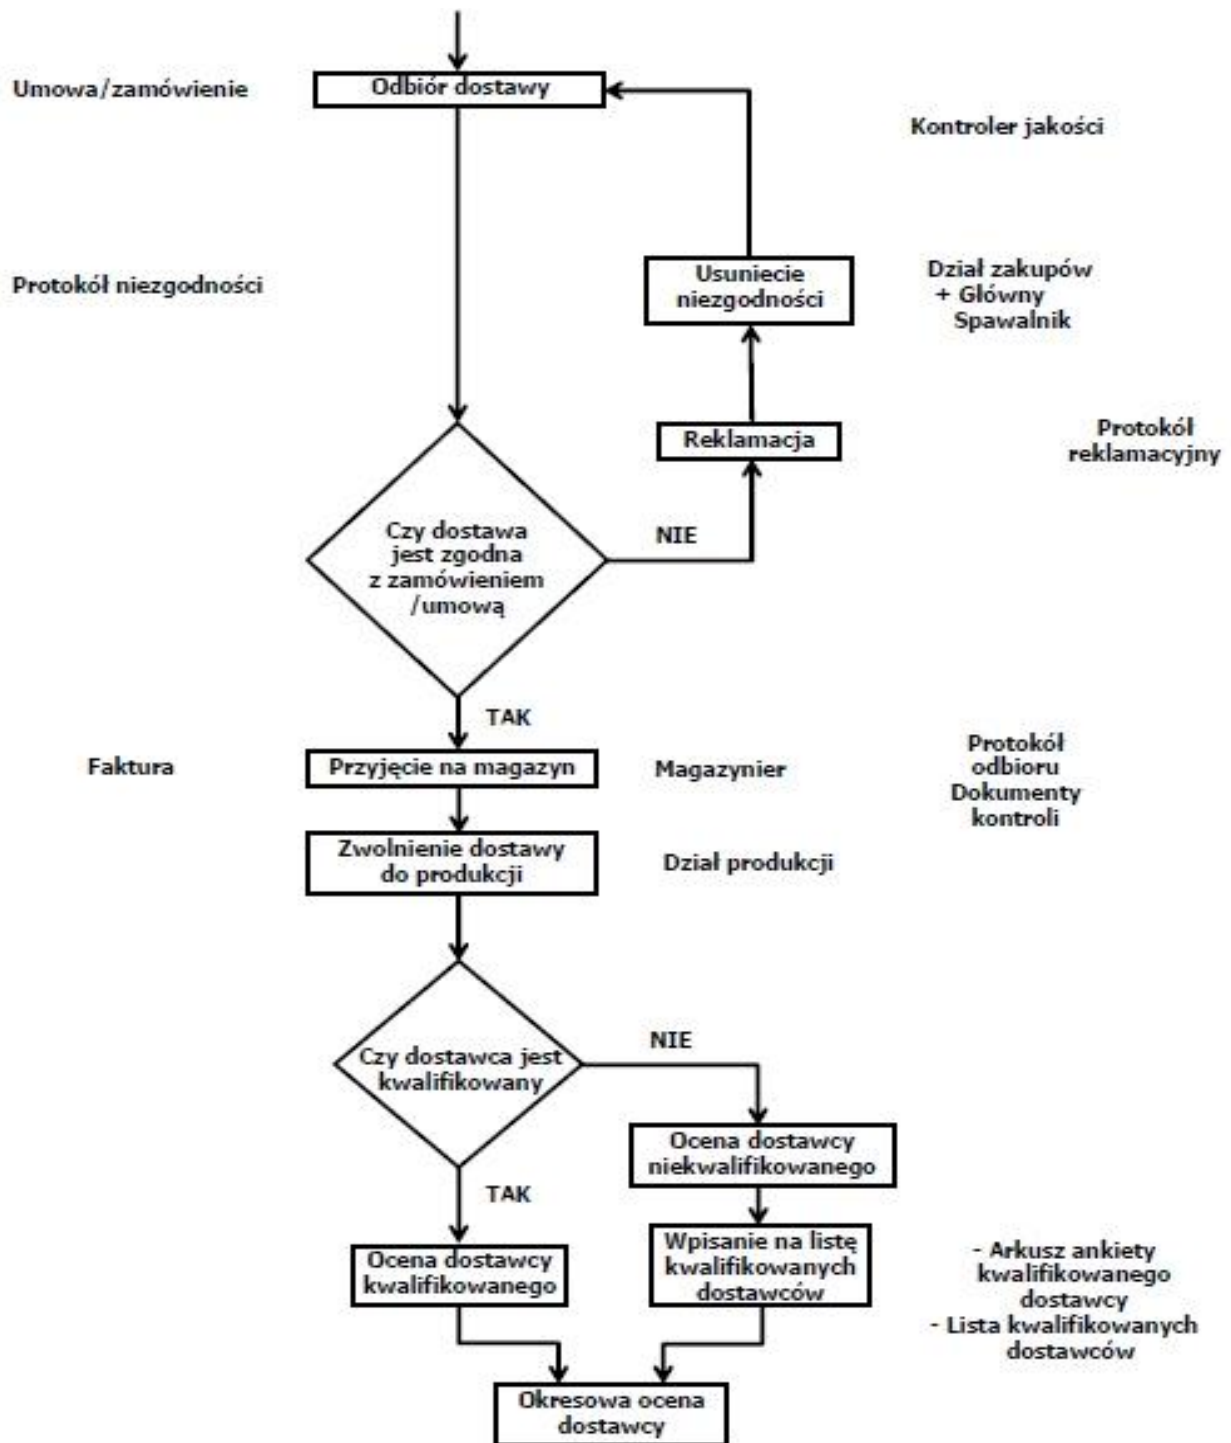 Umowa/zamówienie
Odbiór dostawy
Kontroler jakości
Protokół niezgodności
Usuniecie
niezgodności
Dział zakupów
+ Główny
Spawalnik
Reklamacja
Protokół
reklamacyjny
Czy dostawa
jest zgodna
z zamówieniem
/umową
NIE
TAK
Faktura
Przyjęcie na magazyn
Magazynier
Protokół
odbioru
Dokumenty
kontroli
Zwolnienie dostawy
do produkcji
Dział produkcji
Czy dostawca jest
kwalifikowany
NIE
Ocena dostawcy
niekwalifikowanego
TAK
Ocena dostawcy
kwalifikowanego
Wpisanie na listę
kwalifikowanych
dostawców
- Arkusz ankiety
kwalifikowanego
dostawcy
- Lista kwalifikowanych
dostawców
Okresowa ocena
dostawcy